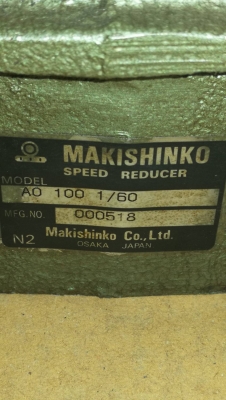 MAKISHINKO
SPEED REDUCER
MODEL AO 100 1/60
MFG.NO. 000518
N2 Makishinko Co.,Ltd.
OSAKA JAPAN